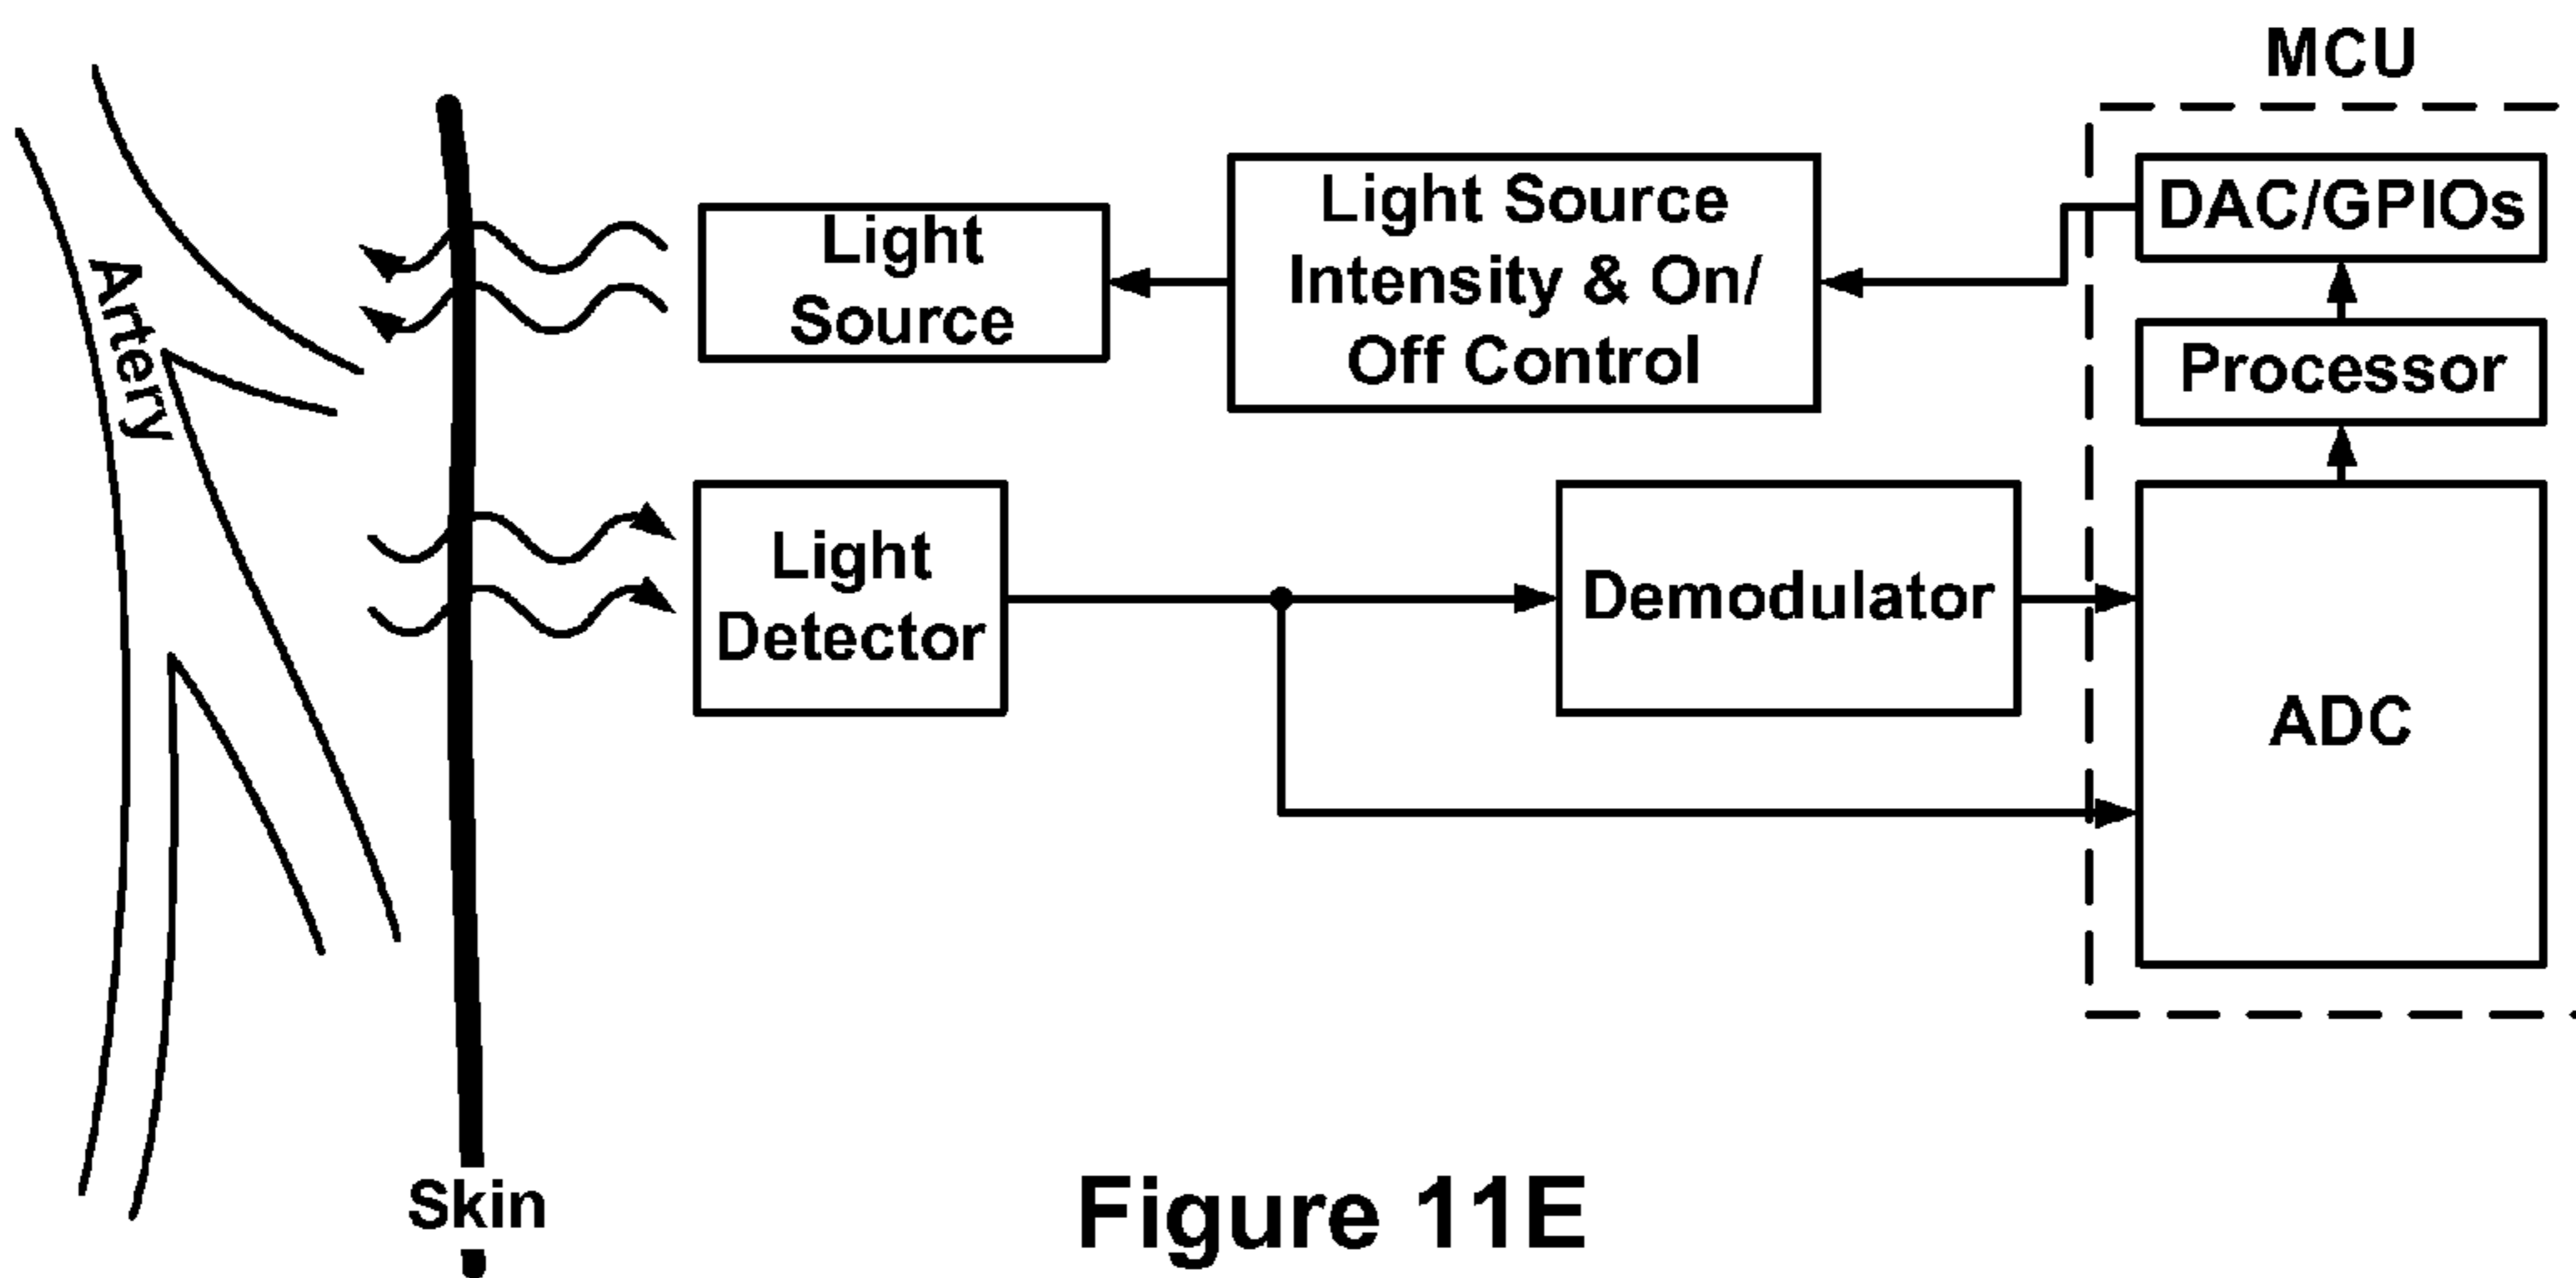 MCU
Light Source
Intensity & On/
Off Control
DAC/GPIOs
Light
Source
Artery
Processor
Light
Detector
Demodulator
ADC
Skin
Figure 11E